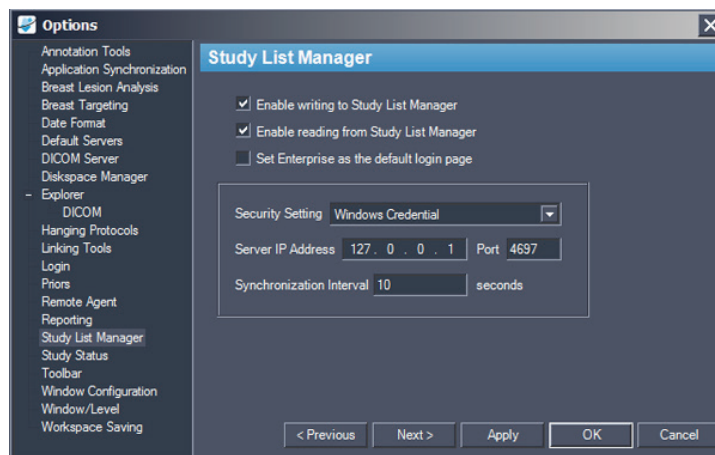 Options
Annotation Tools
Application Synchronization
Breast Lesion Analysis
Breast Targeting
Date Format
Default Servers
DICOM Server
Diskspace Manager
- Explorer
DICOM
Hanging Protocols
Linking Tools
Login
Priors
Remote Agent
Reporting
Study List Manager
Study Status
Toolbar
Window Configuration
Window/Level
Workspace Saving
Study List Manager
Enable writing to Study List Manager
Enable reading from Study List Manager
Set Enterprise as the default login page
Security Setting Windows Credential
Server IP Address 127 . 0 . 0 . 1 Port 4697
Synchronization Interval 10 seconds
< Previous Next > Apply OK Cancel